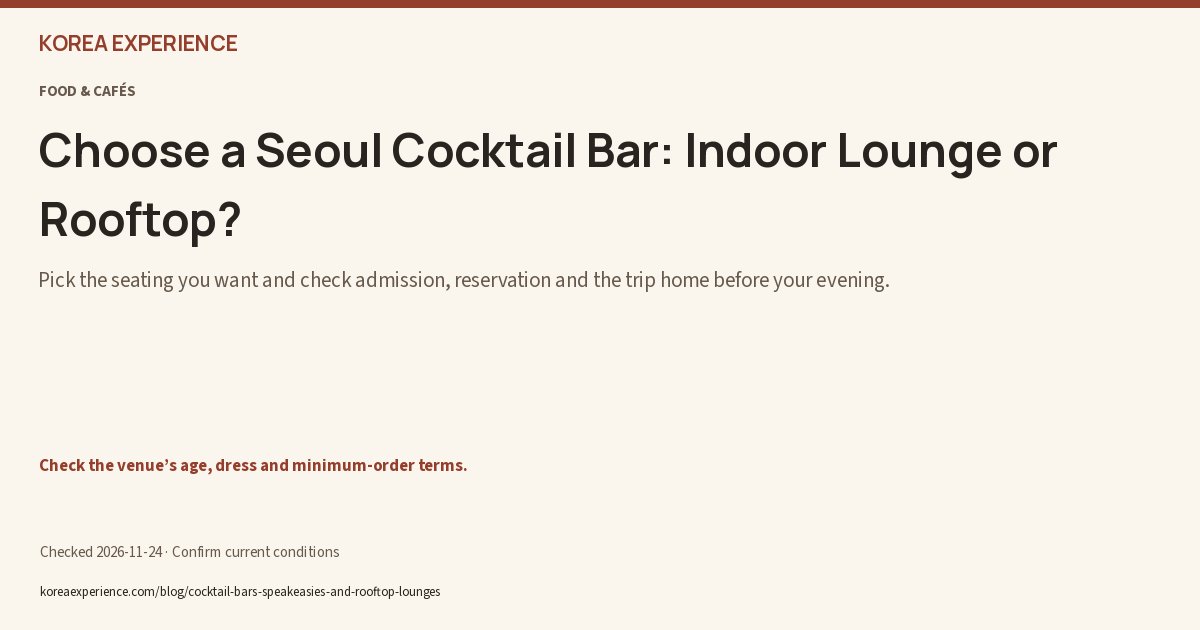 KOREA EXPERIENCE
FOOD & CAFÉS
Choose a Seoul Cocktail Bar: Indoor Lounge or
Rooftop?
Pick the seating you want and check admission, reservation and the trip home before your evening.
Check the venue’s age, dress and minimum-order terms.
Checked 2026-11-24 · Confirm current conditions
koreaexperience.com/blog/cocktail-bars-speakeasies-and-rooftop-lounges